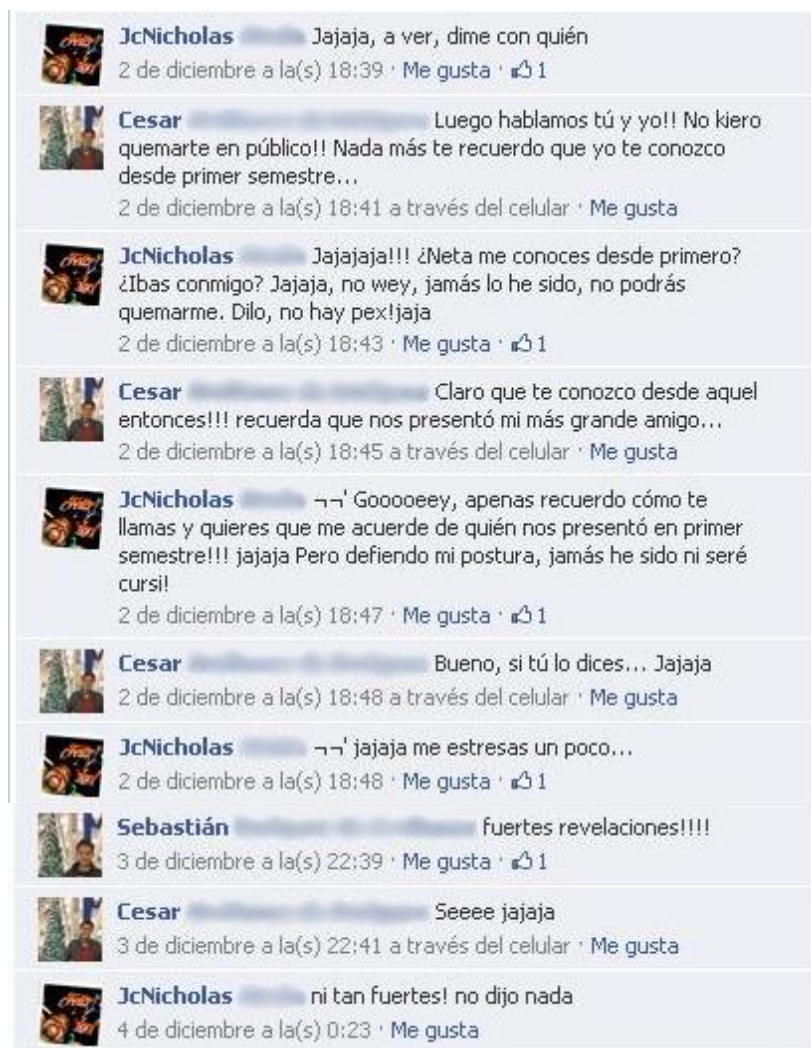 JcNicholas Jajaja, a ver, dime con quién
2 de diciembre a la(s) 18:39 · Me gusta · 1
Cesar Luego hablamos tú y yo!! No kiero
quemarte en público!! Nada más te recuerdo que yo te conozco
desde primer semestre...
2 de diciembre a la(s) 18:41 a través del celular · Me gusta
JcNicholas Jajajaja!!! ¿Neta me conoces desde primero?
¿Ibas conmigo? Jajaja, no wey, jamás lo he sido, no podrás
quemarme. Dilo, no hay pex!jaja
2 de diciembre a la(s) 18:43 · Me gusta · 1
Cesar Claro que te conozco desde aquel
entonces!!! recuerda que nos presentó mi más grande amigo...
2 de diciembre a la(s) 18:45 a través del celular · Me gusta
JcNicholas ¬¬' Gooooeey, apenas recuerdo cómo te
llamas y quieres que me acuerde de quién nos presentó en primer
semestre!!! jajaja Pero defiendo mi postura, jamás he sido ni seré
cursi!
2 de diciembre a la(s) 18:47 · Me gusta · 1
Cesar Bueno, si tú lo dices... Jajaja
2 de diciembre a la(s) 18:48 a través del celular · Me gusta
JcNicholas ¬¬' jajaja me estresas un poco...
2 de diciembre a la(s) 18:48 · Me gusta · 1
Sebastián fuertes revelaciones!!!!
3 de diciembre a la(s) 22:39 · Me gusta · 1
Cesar Seeee jajaja
3 de diciembre a la(s) 22:41 a través del celular · Me gusta
JcNicholas ni tan fuertes! no dijo nada
4 de diciembre a la(s) 0:23 · Me gusta